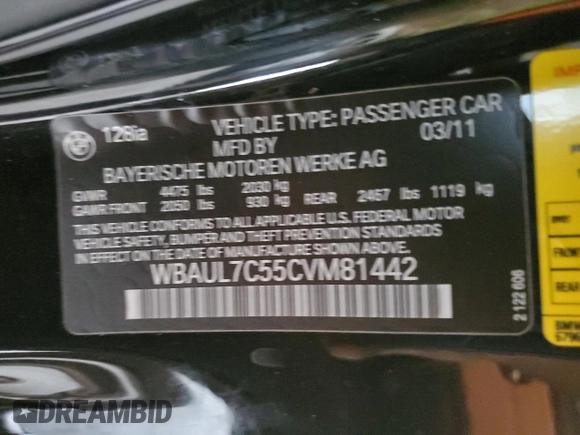 128ia VEHICLE TYPE: PASSENGER CAR
MFD BY 03/11
BAYERISCHE MOTOREN WERKE AG
GVWR 4475 lbs 2030 kg
GAWR FRONT 2050 lbs 930 kg REAR 2467 lbs 1119 kg
THIS VEHICLE CONFORMS TO ALL APPLICABLE U.S. FEDERAL MOTOR
VEHICLE SAFETY, BUMPER, AND THEFT PREVENTION STANDARDS IN
EFFECT ON THE DATE OF MANUFACTURE SHOWN ABOVE.
WBAUL7C55CVM81442
2 122 606
REAR
BMW
DREAMBID